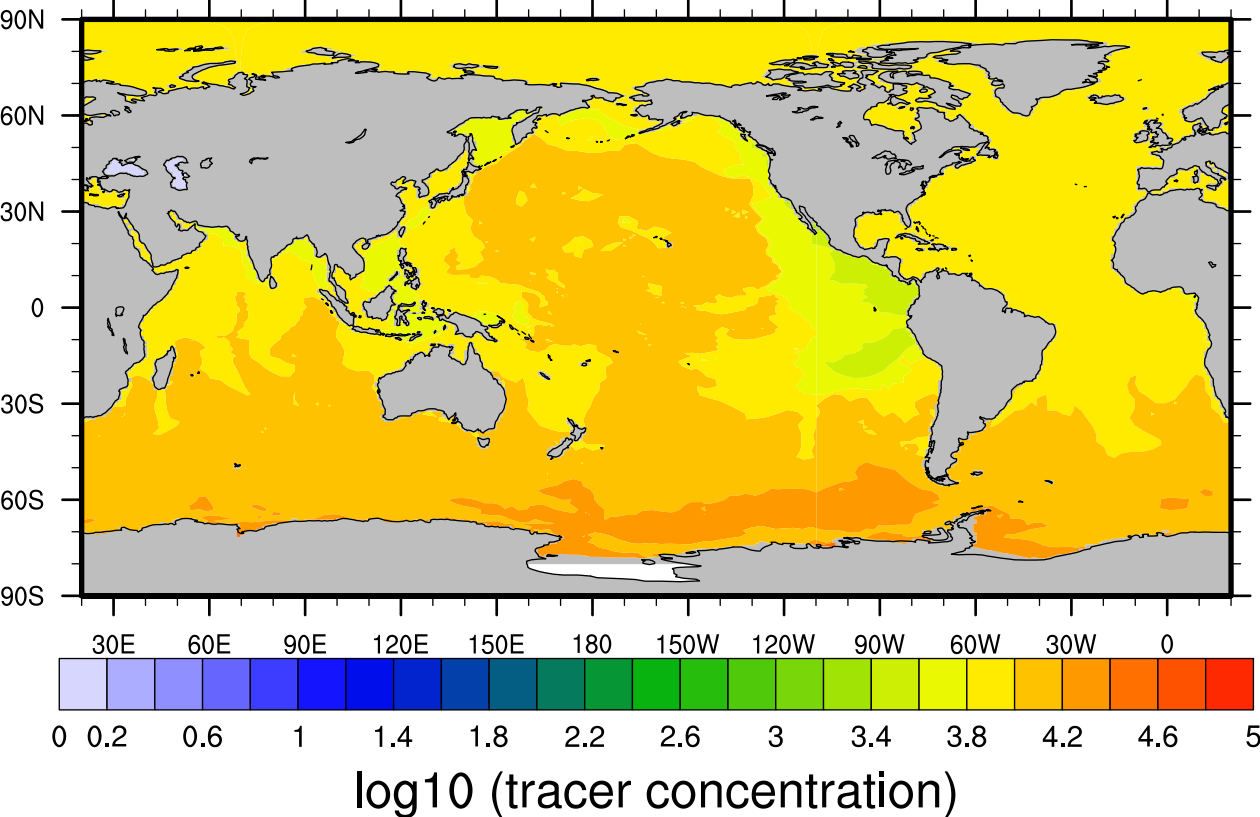 90N
60N
30N
0
30S
60S
90S
30E 60E 90E 120E 150E 180 150W 120W 90W 60W 30W 0
0 0.2 0.6 1 1.4 1.8 2.2 2.6 3 3.4 3.8 4.2 4.6 5
log10 (tracer concentration)